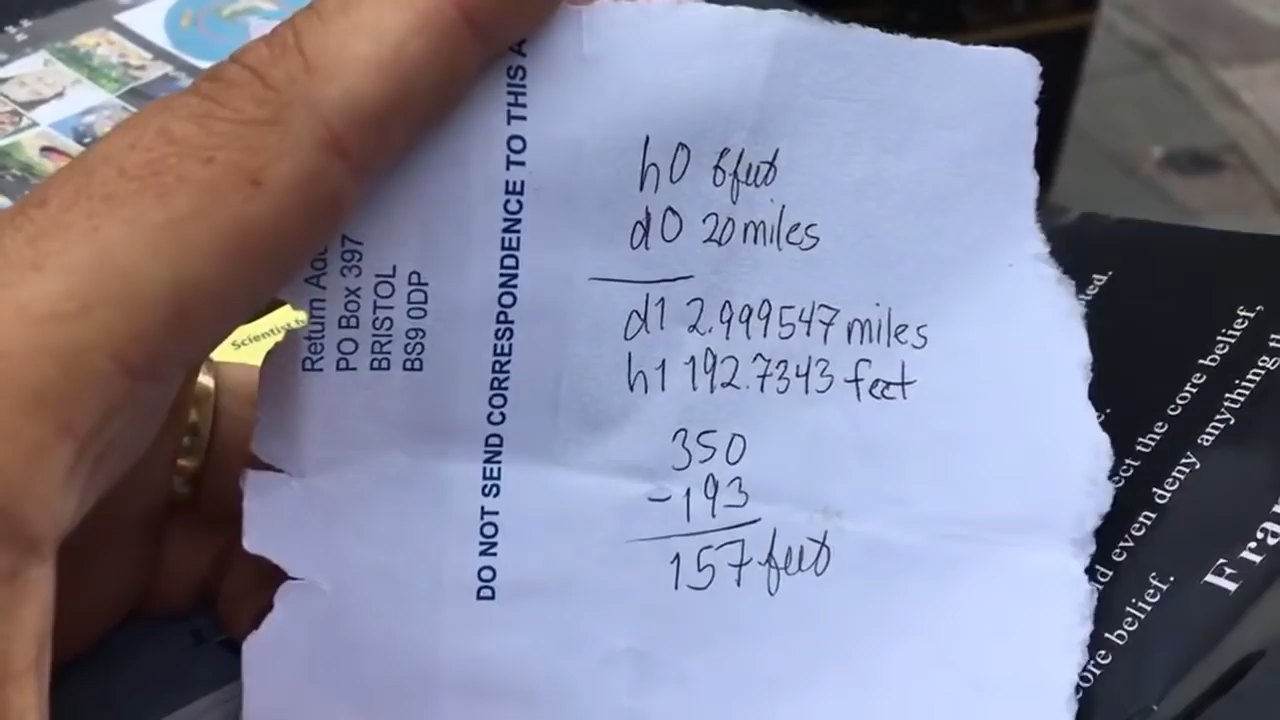 h0 6feet
d0 20miles
d1 2.999547 miles
h1 192.7343 feet
350
-193
157 feet
DO NOT SEND CORRESPONDENCE TO THIS A
Return Ad
PO Box 397
BRISTOL
BS9 0DP
Scientist
ect the core belief,
d even deny anything
core belief.
Fra